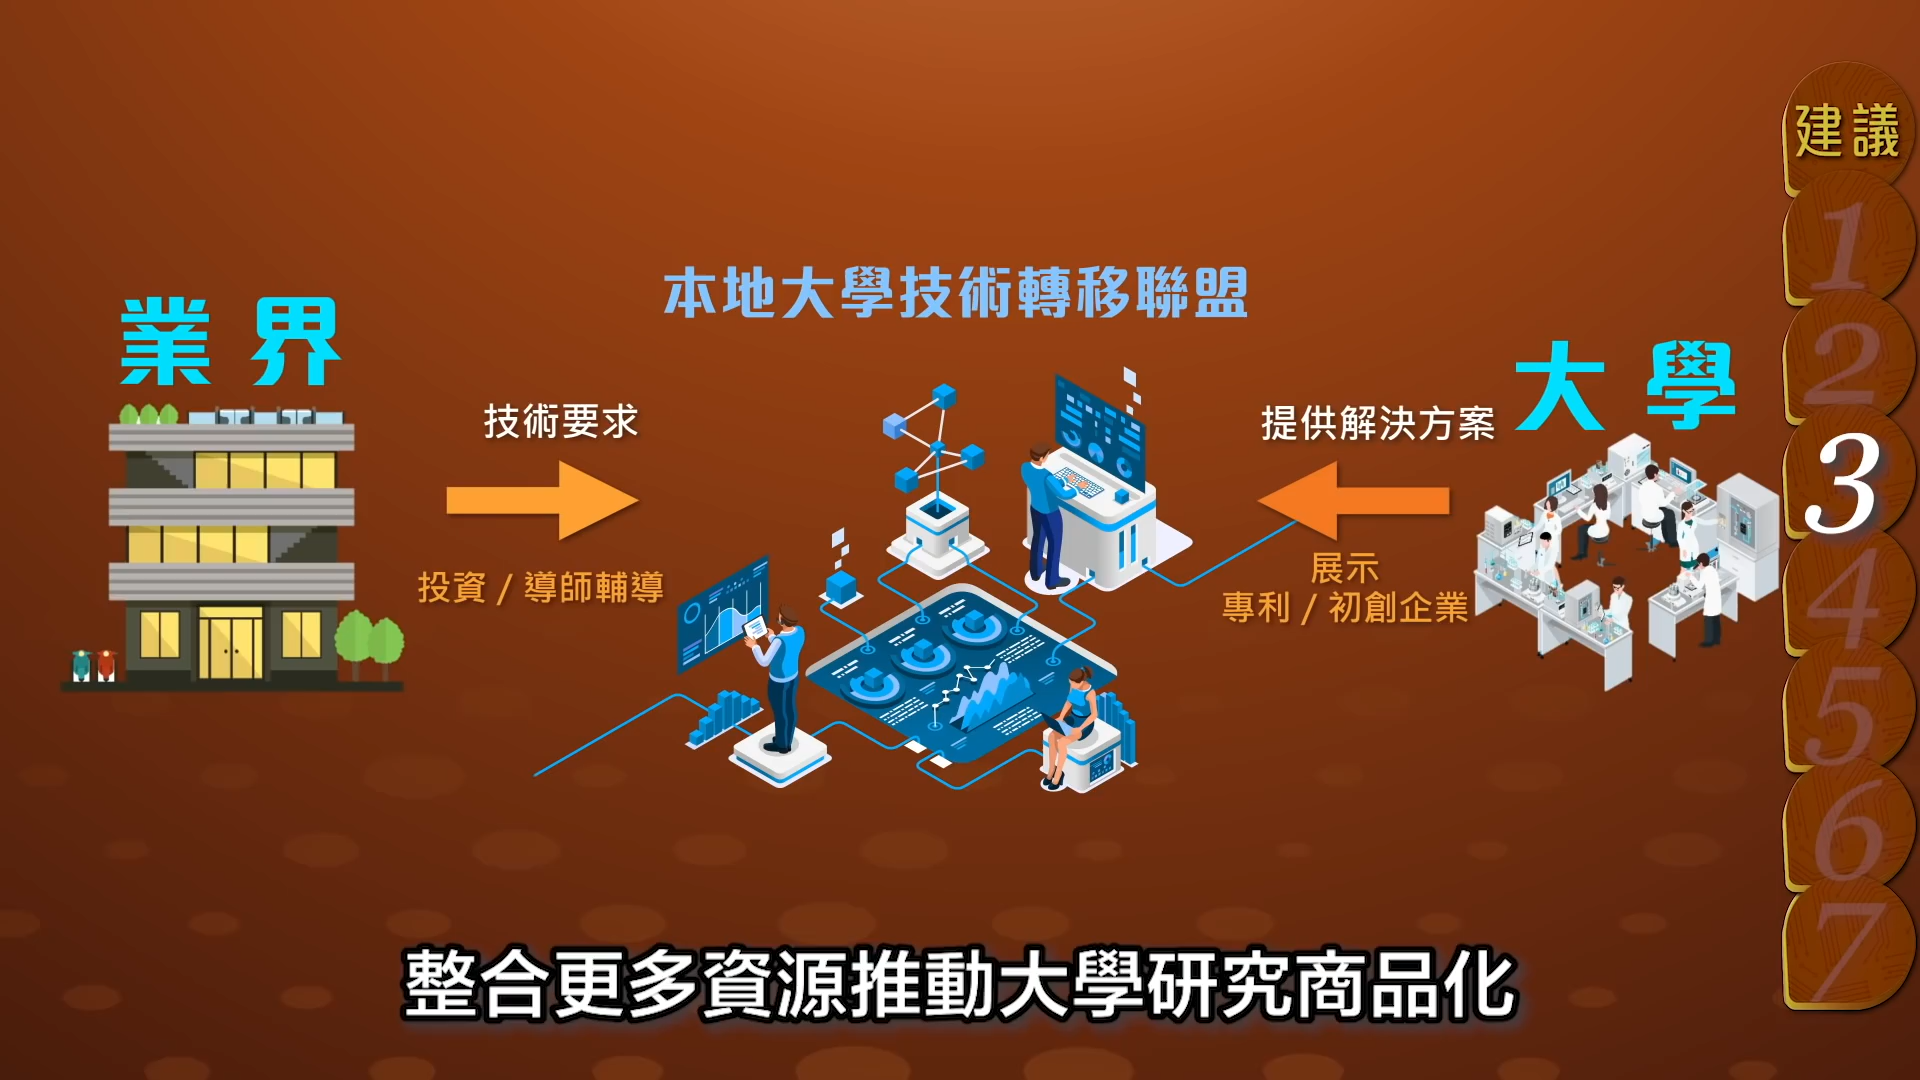 本地大學技術轉移聯盟
業界
大學
技術要求
投資 / 導師輔導
提供解決方案
展示
專利 / 初創企業
建議
1
2
3
4
5
6
7
整合更多資源推動大學研究商品化